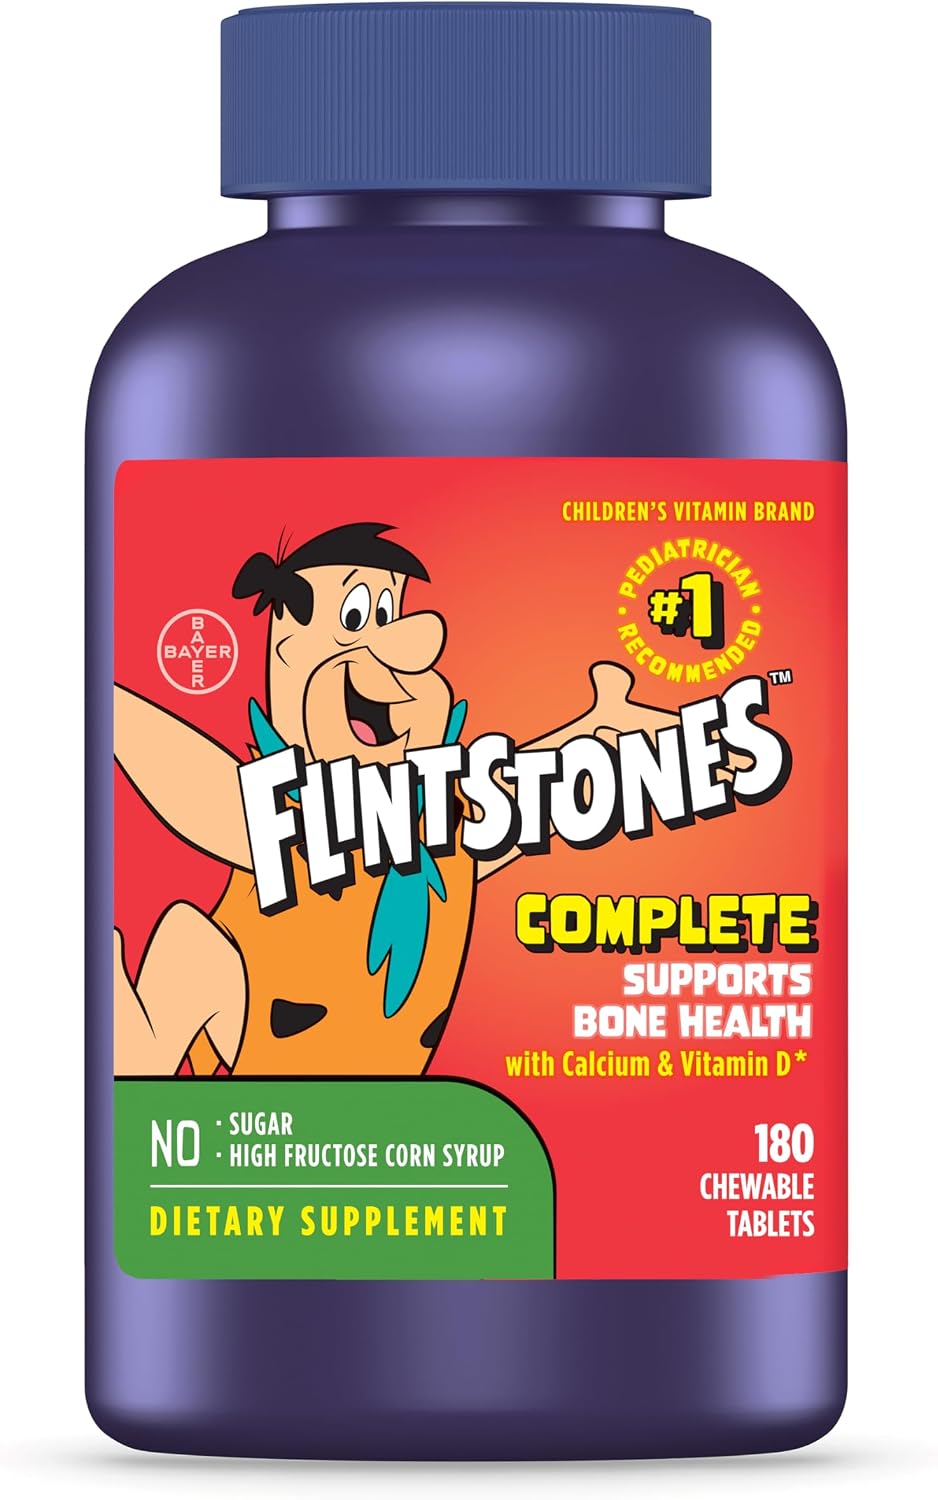 CHILDREN'S VITAMIN BRAND
PEDIATRICIAN
#1
RECOMMENDED
BAYER
BAYER
FLINTSTONES™
COMPLETE
SUPPORTS
BONE HEALTH
with Calcium & Vitamin D*
NO · SUGAR
· HIGH FRUCTOSE CORN SYRUP
DIETARY SUPPLEMENT
180
CHEWABLE
TABLETS